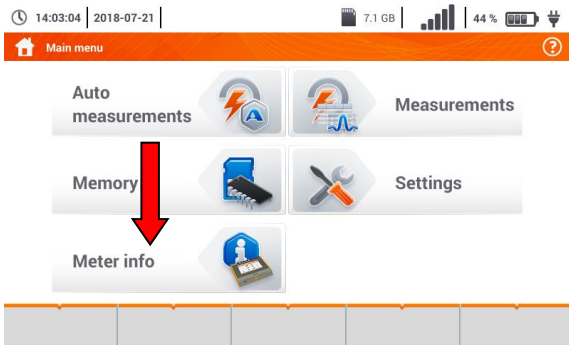 14:03:04 2018-07-21 7.1 GB 44 %
Main menu ?
Auto
measurements
A
Measurements
Memory
Settings
Meter info